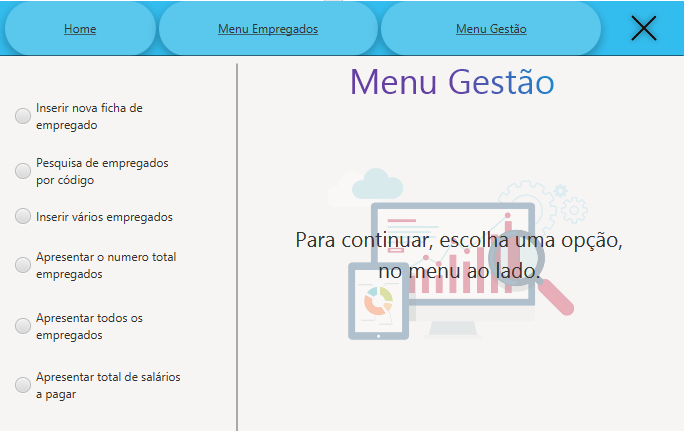 Home
Menu Empregados
Menu Gestão
Menu Gestão
Inserir nova ficha de
empregado
Pesquisa de empregados
por código
Inserir vários empregados
Apresentar o numero total
empregados
Apresentar todos os
empregados
Apresentar total de salários
a pagar
Para continuar, escolha uma opção,
no menu ao lado.